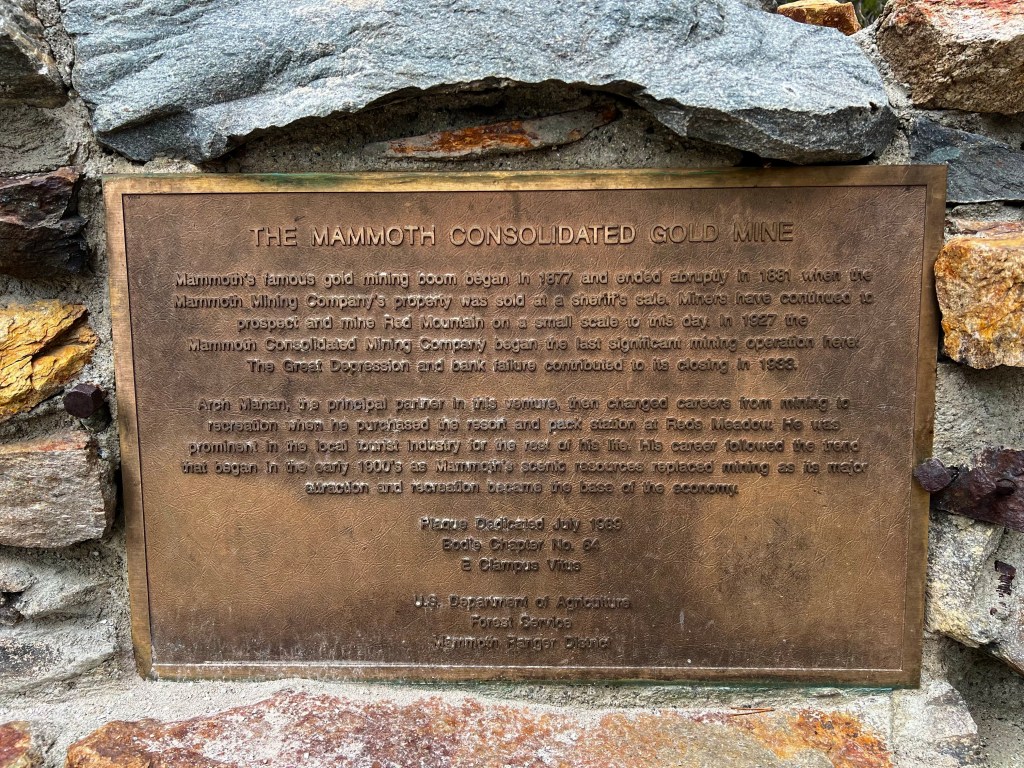 THE MAMMOTH CONSOLIDATED GOLD MINE
Mammoth's famous gold mining boom began in 1877 and ended abruptly in 1881 when the
Mammoth Mining Company's property was sold at a sheriff's sale. Miners have continued to
prospect and mine Red Mountain on a small scale to this day. In 1927 the
Mammoth Consolidated Mining Company began the last significant mining operation here.
The Great Depression and bank failure contributed to its closing in 1933.
Arch Mahan, the principal partner in this venture, then changed careers from mining to
recreation when he purchased the resort and pack station at Reds Meadow. He was
prominent in the local tourist industry for the rest of his life. His career followed the trend
that began in the early 1900's as Mammoth's scenic resources replaced mining as its major
attraction and recreation became the base of the economy.
Plaque Dedicated July 1989
Bodie Chapter No. 64
E Clampus Vitus
U.S. Department of Agriculture
Forest Service
Mammoth Ranger District